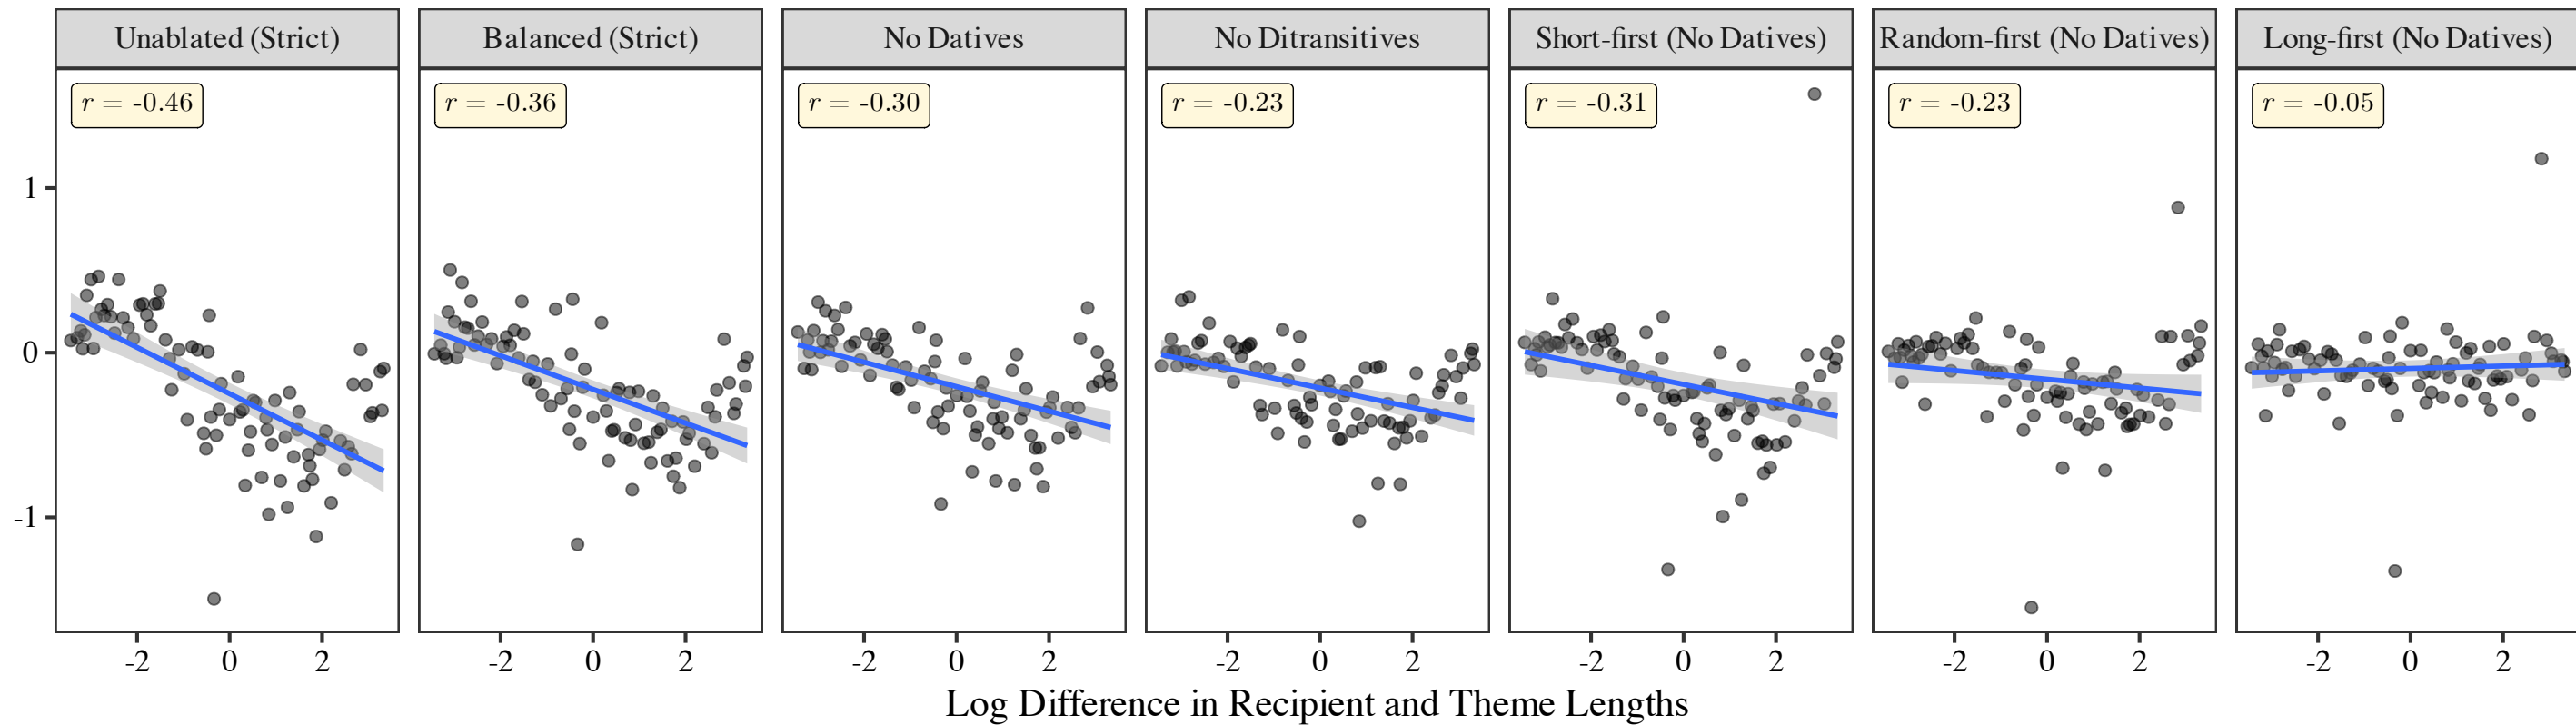 Unablated (Strict) Balanced (Strict) No Datives No Ditransitives Short-first (No Datives) Random-first (No Datives) Long-first (No Datives)
r = -0.46 r = -0.36 r = -0.30 r = -0.23 r = -0.31 r = -0.23 r = -0.05
1
0
-1
-2 0 2 -2 0 2 -2 0 2 -2 0 2 -2 0 2 -2 0 2 -2 0 2
Log Difference in Recipient and Theme Lengths